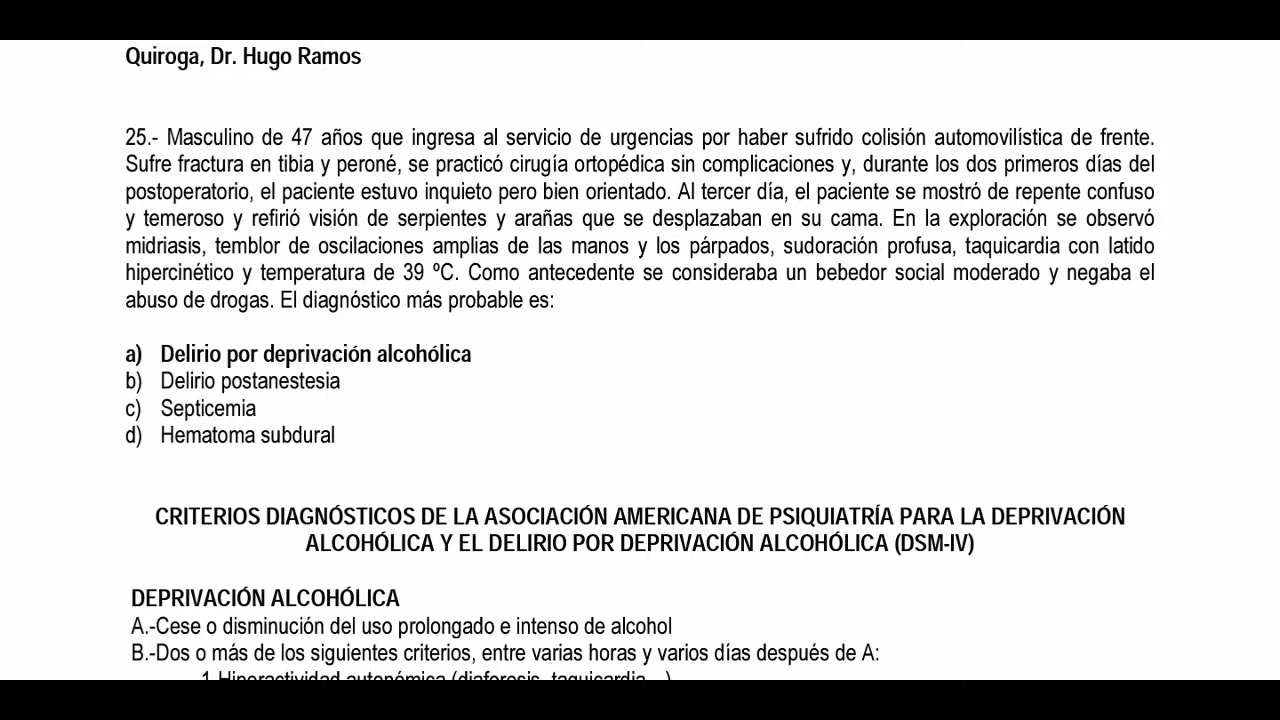 Quiroga, Dr. Hugo Ramos
25.- Masculino de 47 años que ingresa al servicio de urgencias por haber sufrido colisión automovilística de frente.
Sufre fractura en tibia y peroné, se practicó cirugía ortopédica sin complicaciones y, durante los dos primeros días del
postoperatorio, el paciente estuvo inquieto pero bien orientado. Al tercer día, el paciente se mostró de repente confuso
y temeroso y refirió visión de serpientes y arañas que se desplazaban en su cama. En la exploración se observó
midriasis, temblor de oscilaciones amplias de las manos y los párpados, sudoración profusa, taquicardia con latido
hipercinético y temperatura de 39 ºC. Como antecedente se consideraba un bebedor social moderado y negaba el
abuso de drogas. El diagnóstico más probable es:
a) Delirio por deprivación alcohólica
b) Delirio postanestesia
c) Septicemia
d) Hematoma subdural
CRITERIOS DIAGNÓSTICOS DE LA ASOCIACIÓN AMERICANA DE PSIQUIATRÍA PARA LA DEPRIVACIÓN
ALCOHÓLICA Y EL DELIRIO POR DEPRIVACIÓN ALCOHÓLICA (DSM-IV)
DEPRIVACIÓN ALCOHÓLICA
A.-Cese o disminución del uso prolongado e intenso de alcohol
B.-Dos o más de los siguientes criterios, entre varias horas y varios días después de A:
1.Hiperactividad autonómica (diaforesis, taquicardia...)